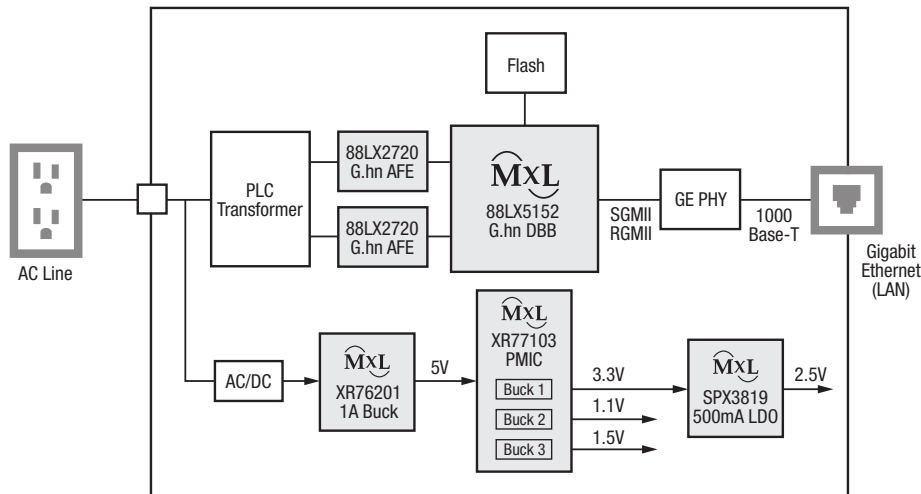 Flash
88LX2720
G.hn AFE
PLC
Transformer
MxL
88LX5152
G.hn DBB
88LX2720
G.hn AFE
SGMII
RGMII
GE PHY
1000
Base-T
Gigabit
Ethernet
(LAN)
AC Line
AC/DC
MxL
XR76201
1A Buck
5V
MxL
XR77103
PMIC
Buck 1
Buck 2
Buck 3
3.3V
1.1V
1.5V
MxL
SPX3819
500mA LDO
2.5V